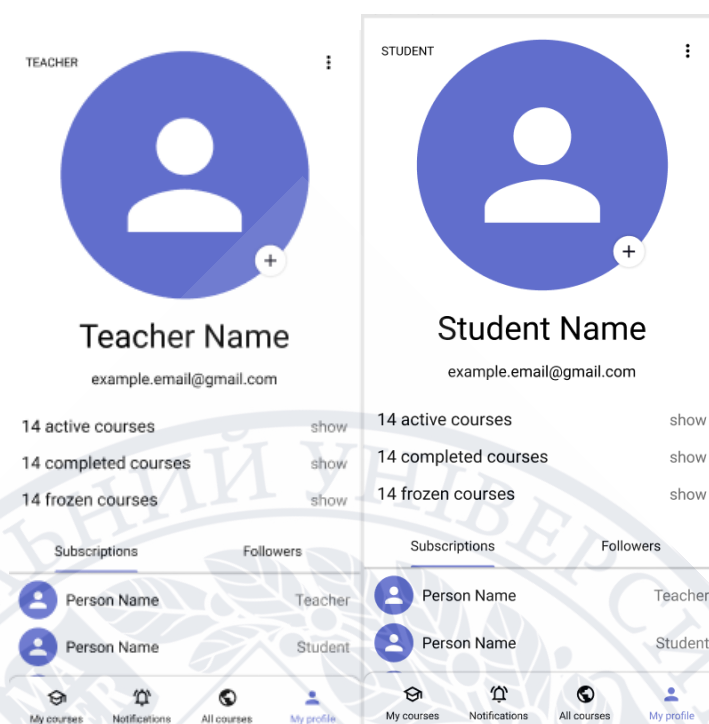 TEACHER
Teacher Name
example.email@gmail.com
14 active courses show
14 completed courses show
14 frozen courses show
Subscriptions Followers
Person Name Teacher
Person Name Student
My courses Notifications All courses My profile
STUDENT
Student Name
example.email@gmail.com
14 active courses show
14 completed courses show
14 frozen courses show
Subscriptions Followers
Person Name Teacher
Person Name Student
My courses Notifications All courses My profile